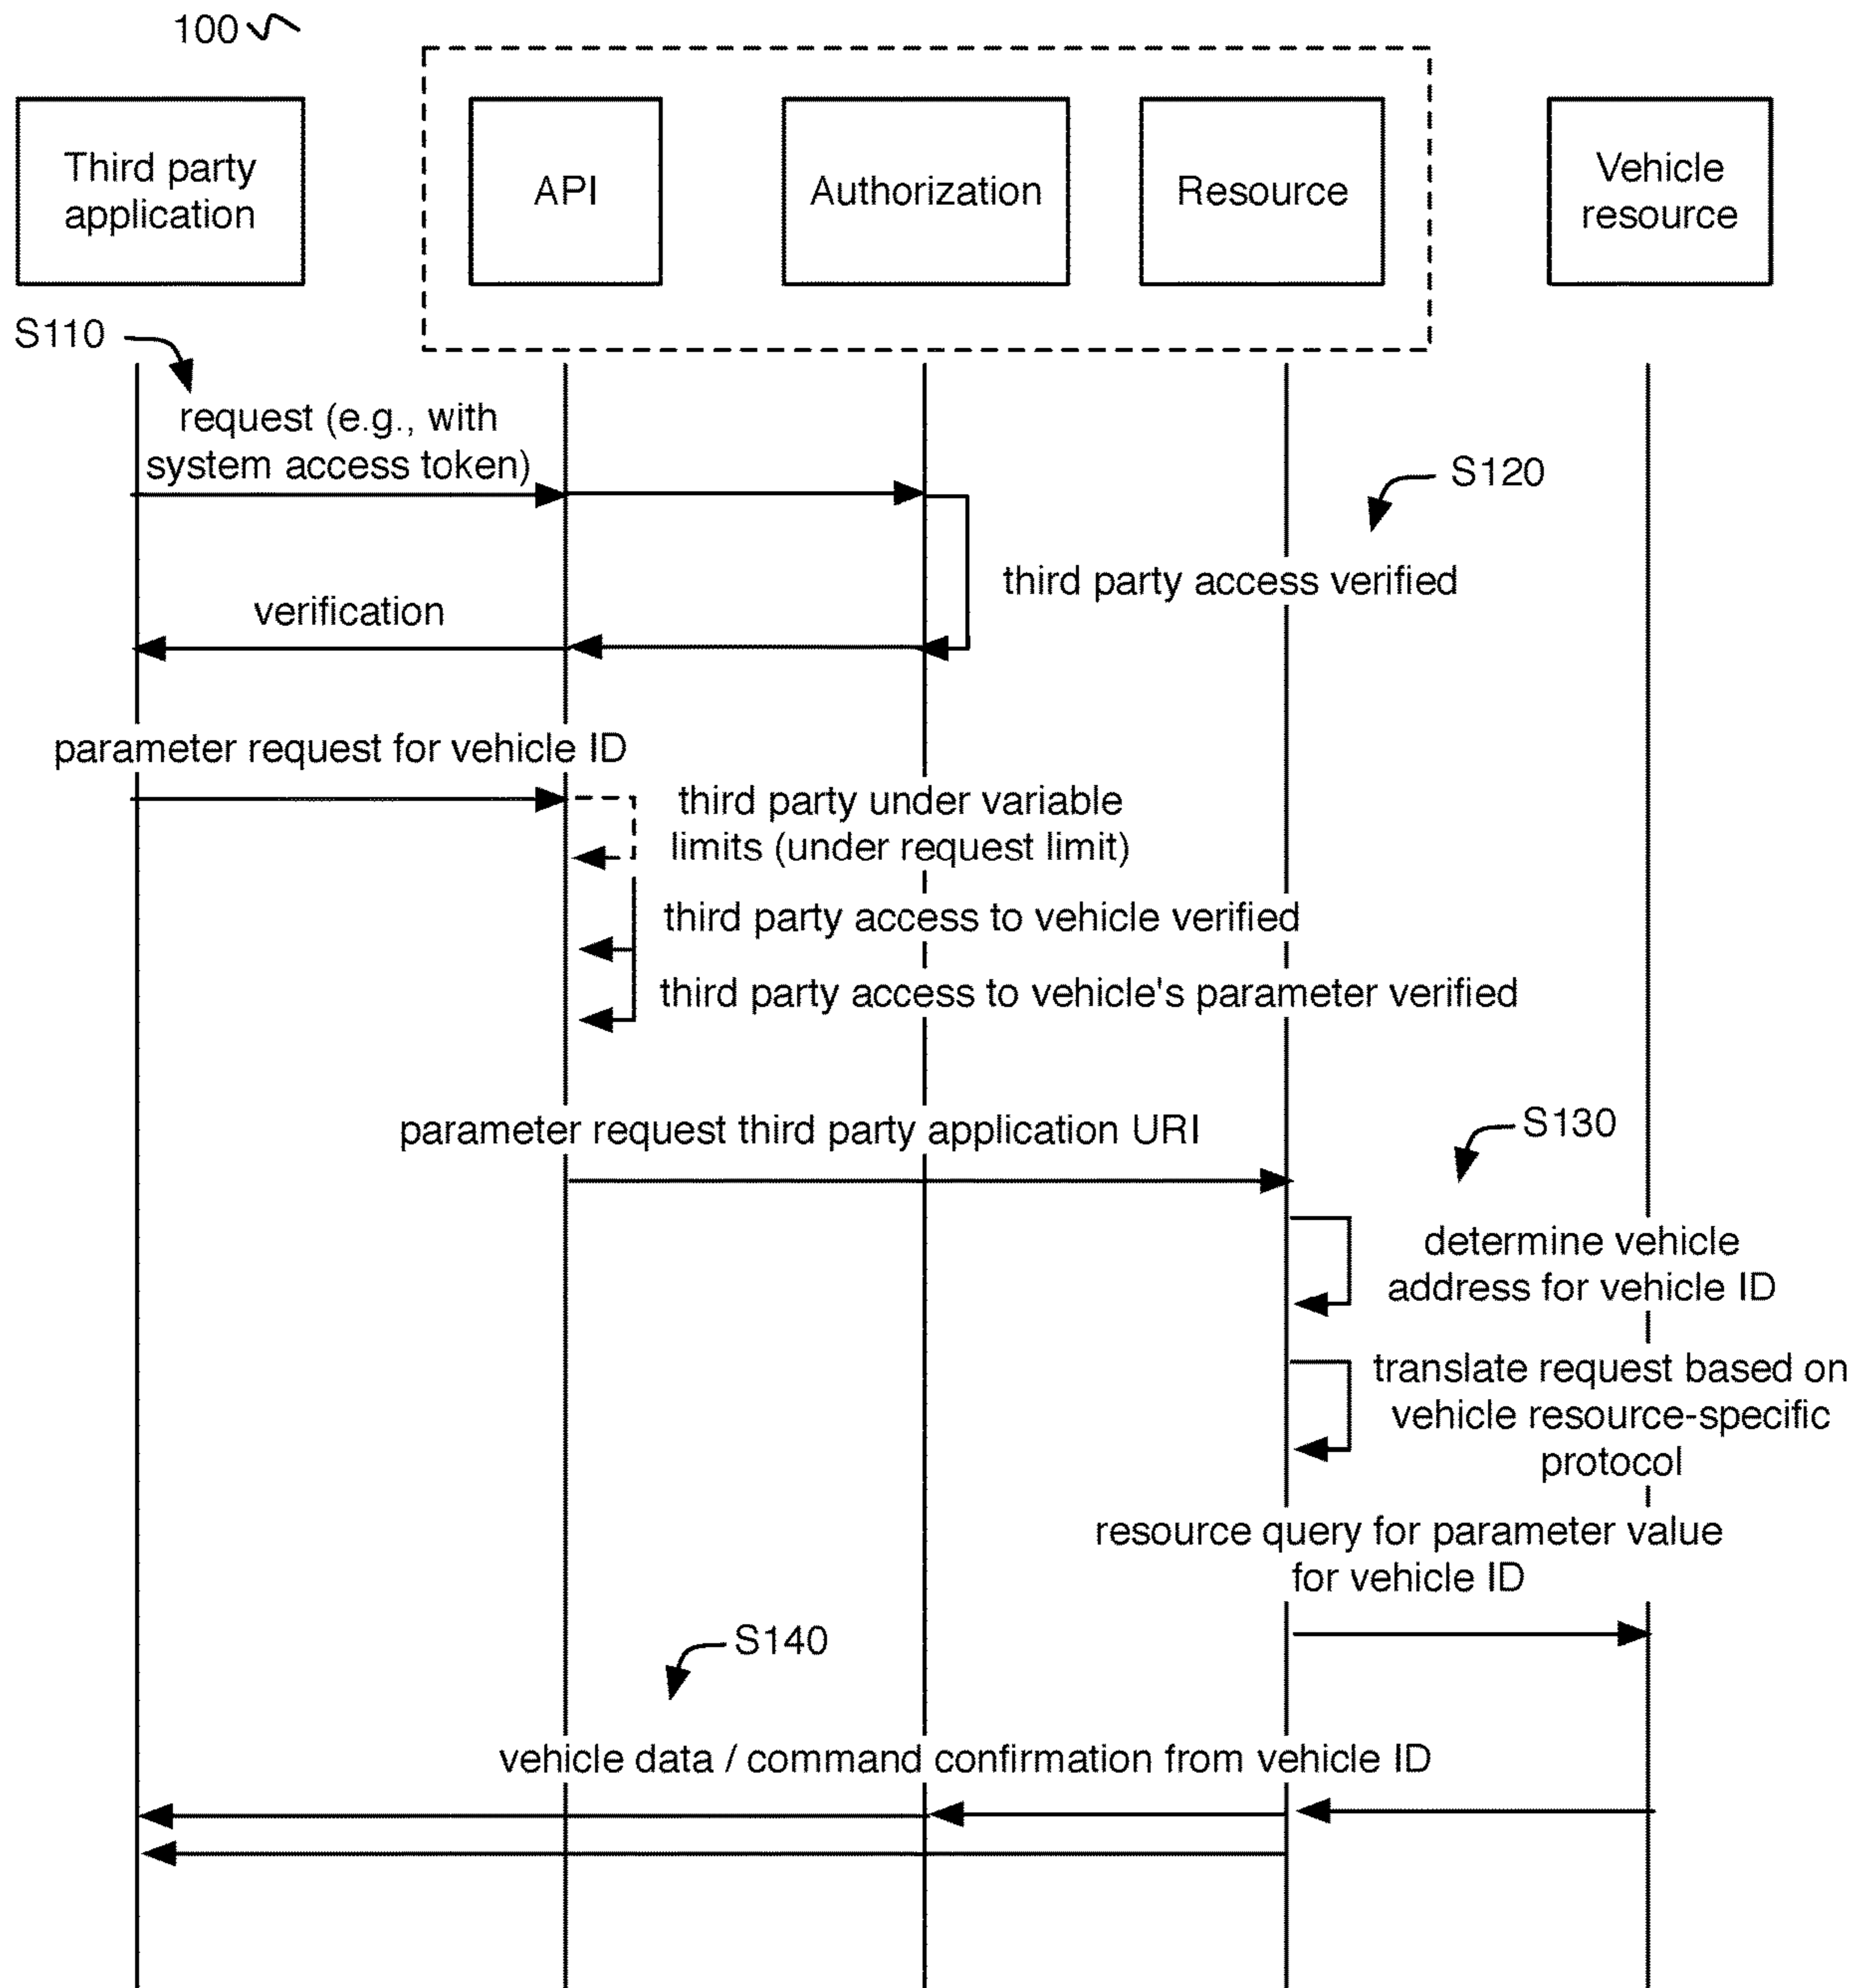 100
Third party
application
API
Authorization
Resource
Vehicle
resource
S110
request (e.g., with
system access token)
S120
third party access verified
verification
parameter request for vehicle ID
third party under variable
limits (under request limit)
third party access to vehicle verified
third party access to vehicle's parameter verified
parameter request third party application URI
S130
determine vehicle
address for vehicle ID
translate request based on
vehicle resource-specific
protocol
resource query for parameter value
for vehicle ID
S140
vehicle data / command confirmation from vehicle ID